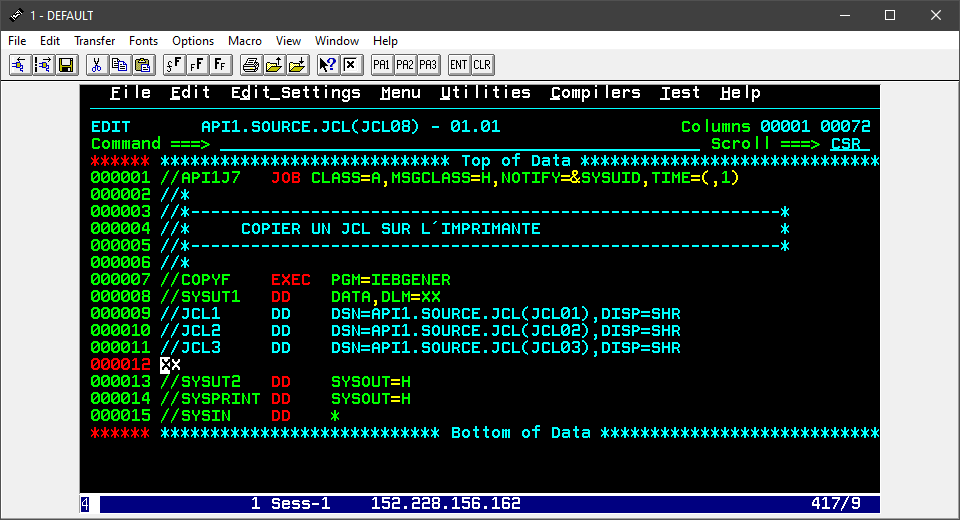 1 - DEFAULT
File Edit Transfer Fonts Options Macro View Window Help
PA1 PA2 PA3 ENT CLR
File Edit Edit_Settings Menu Utilities Compilers Test Help
EDIT API1.SOURCE.JCL(JCL08) - 01.01 Columns 00001 00072
Command ===> Scroll ===> CSR
****** ***************************** Top of Data ******************************
000001 //API1J7 JOB CLASS=A,MSGCLASS=H,NOTIFY=&SYSUID,TIME=(,1)
000002 //*
000003 //*-----------------------------------------------------------*
000004 //* COPIER UN JCL SUR L´IMPRIMANTE *
000005 //*-----------------------------------------------------------*
000006 //*
000007 //COPYF EXEC PGM=IEBGENER
000008 //SYSUT1 DD DATA,DLM=XX
000009 //JCL1 DD DSN=API1.SOURCE.JCL(JCL01),DISP=SHR
000010 //JCL2 DD DSN=API1.SOURCE.JCL(JCL02),DISP=SHR
000011 //JCL3 DD DSN=API1.SOURCE.JCL(JCL03),DISP=SHR
000012 XX
000013 //SYSUT2 DD SYSOUT=H
000014 //SYSPRINT DD SYSOUT=H
000015 //SYSIN DD *
****** **************************** Bottom of Data ****************************
4 1 Sess-1 152.228.156.162 417/9